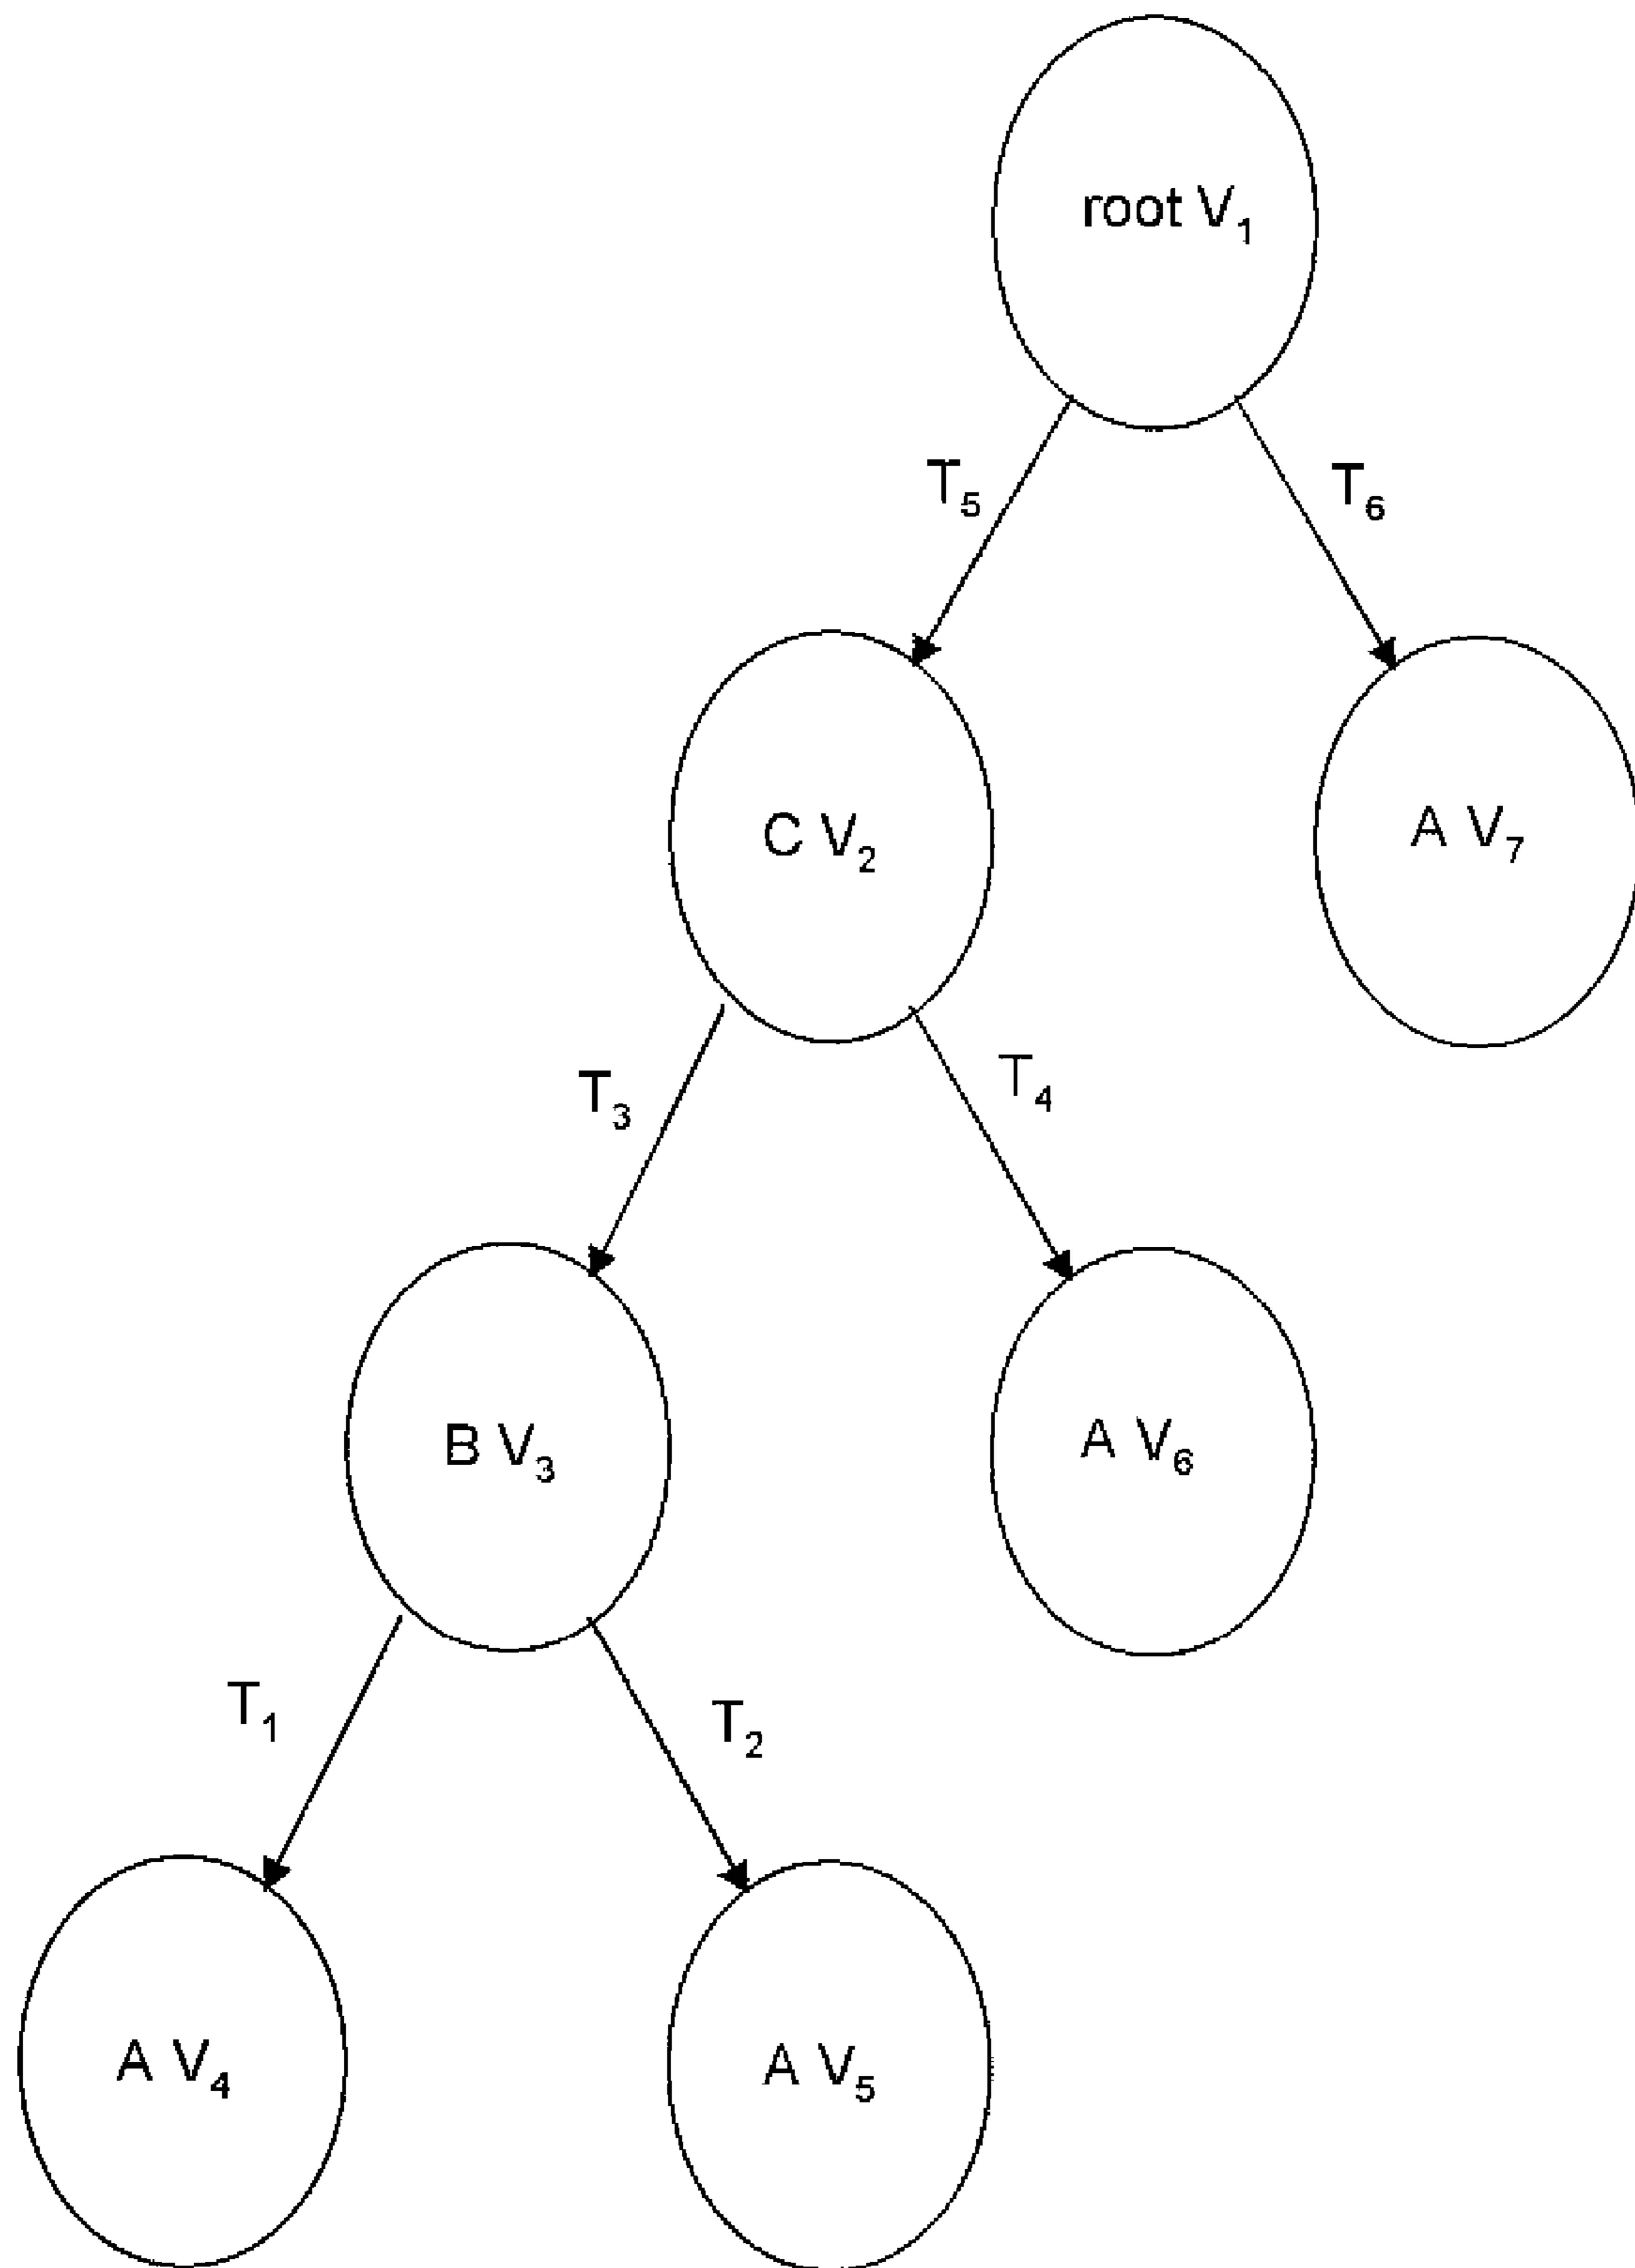 root V₁
T₅
T₆
C V₂
A V₇
T₃
T₄
B V₃
A V₆
T₁
T₂
A V₄
A V₅